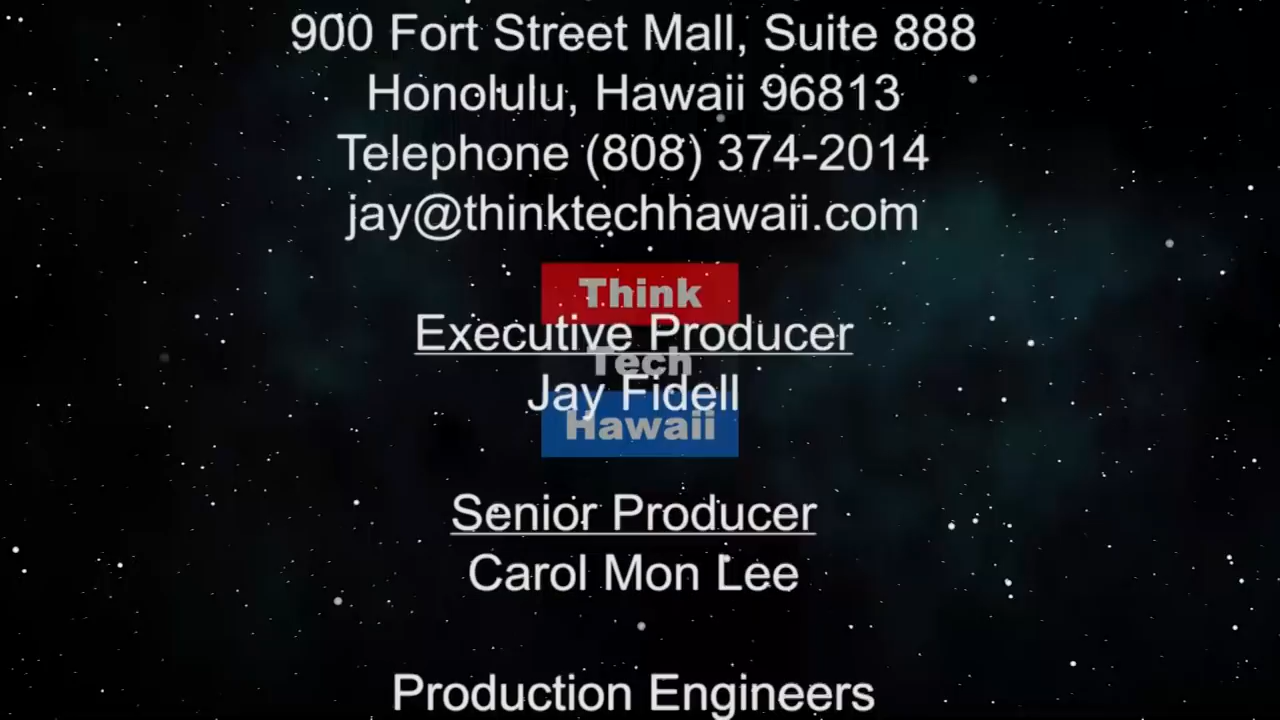 900 Fort Street Mall, Suite 888
Honolulu, Hawaii 96813
Telephone (808) 374-2014
jay@thinktechhawaii.com
Think
Executive Producer
Tech
Jay Fidell
Hawaii
Senior Producer
Carol Mon Lee
Production Engineers